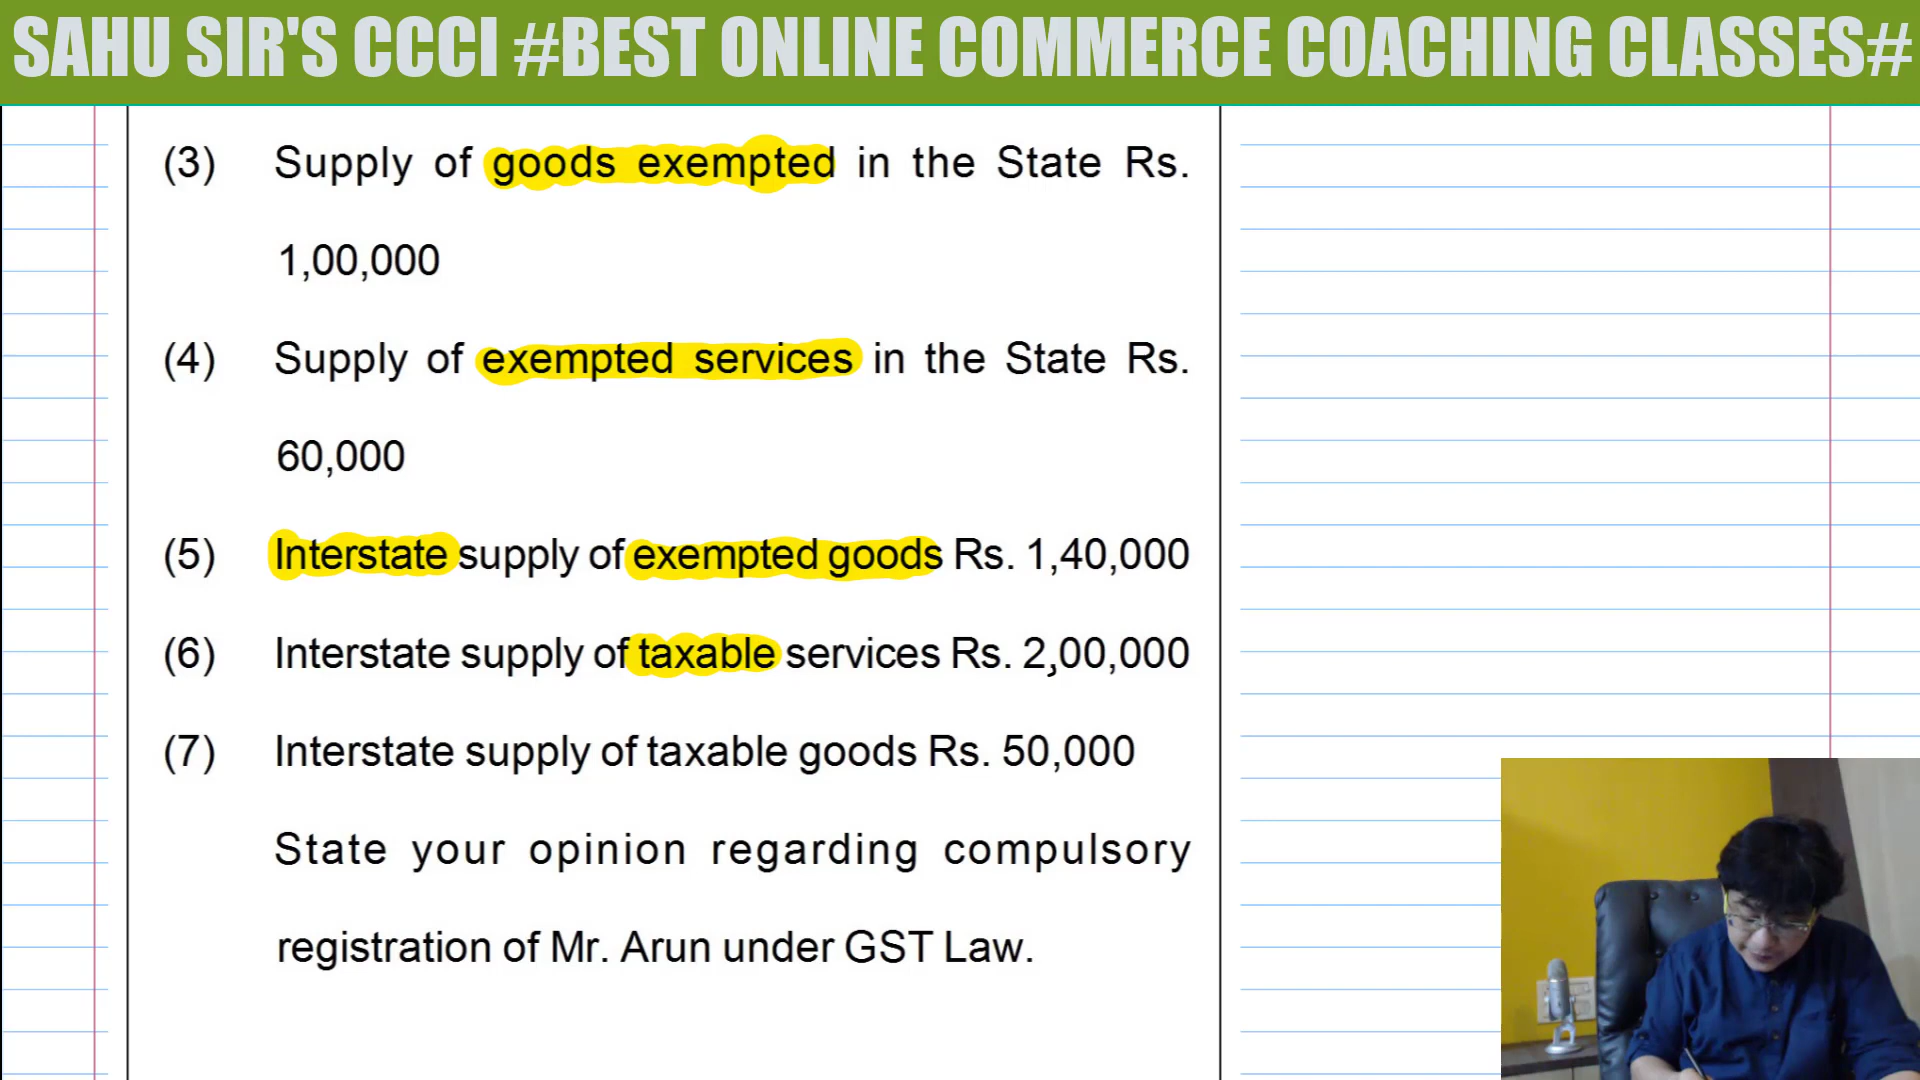 SAHU SIR'S CCCI #BEST ONLINE COMMERCE COACHING CLASSES#
(3) Supply of goods exempted in the State Rs.
1,00,000
(4) Supply of exempted services in the State Rs.
60,000
(5) Interstate supply of exempted goods Rs. 1,40,000
(6) Interstate supply of taxable services Rs. 2,00,000
(7) Interstate supply of taxable goods Rs. 50,000
State your opinion regarding compulsory
registration of Mr. Arun under GST Law.